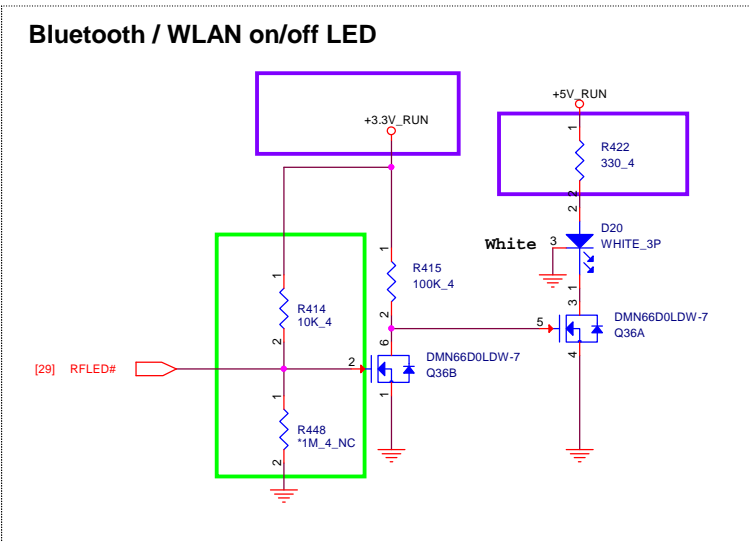 Bluetooth / WLAN on/off LED
+3.3V_RUN
+5V_RUN
1
R422
330_4
2
2
D20
WHITE_3P
White
3
1
1
R414
10K_4
2
1
R415
100K_4
2
3
5
DMN66D0LDW-7
Q36A
4
[29] RFLED#
2
6
DMN66D0LDW-7
Q36B
1
1
R448
*1M_4_NC
2